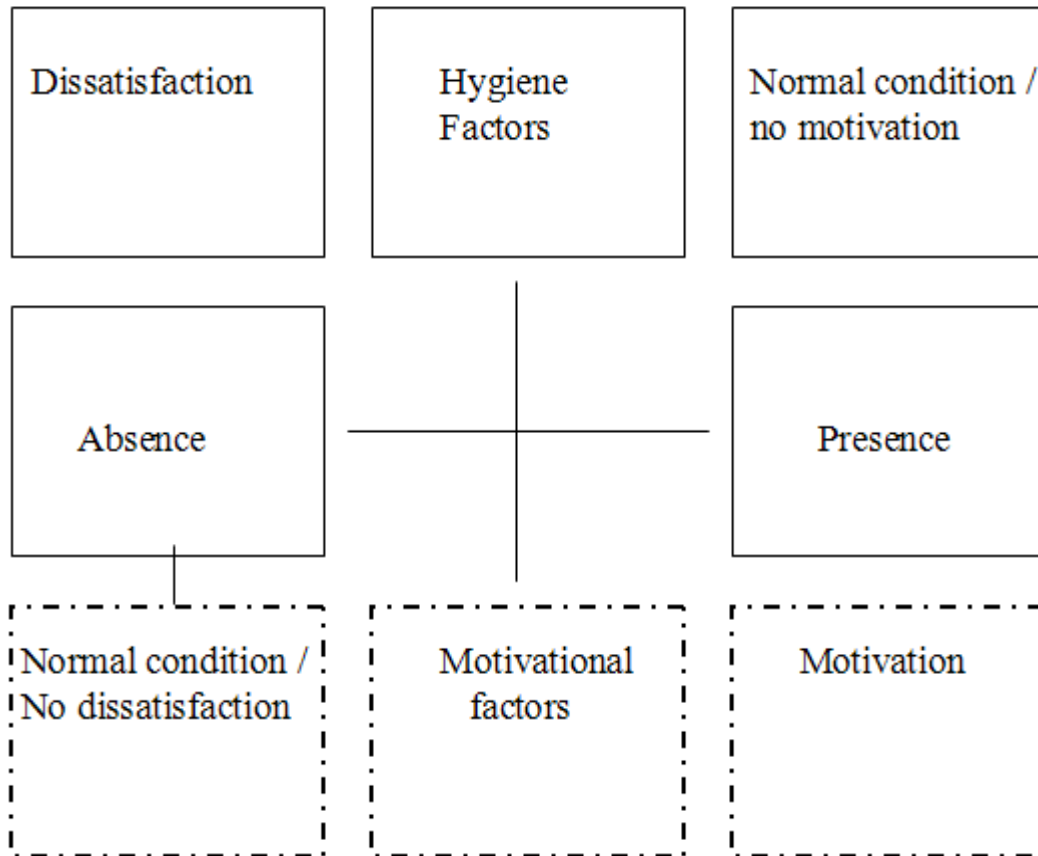 Dissatisfaction
Hygiene
Factors
Normal condition /
no motivation
Absence
Presence
Normal condition /
No dissatisfaction
Motivational
factors
Motivation